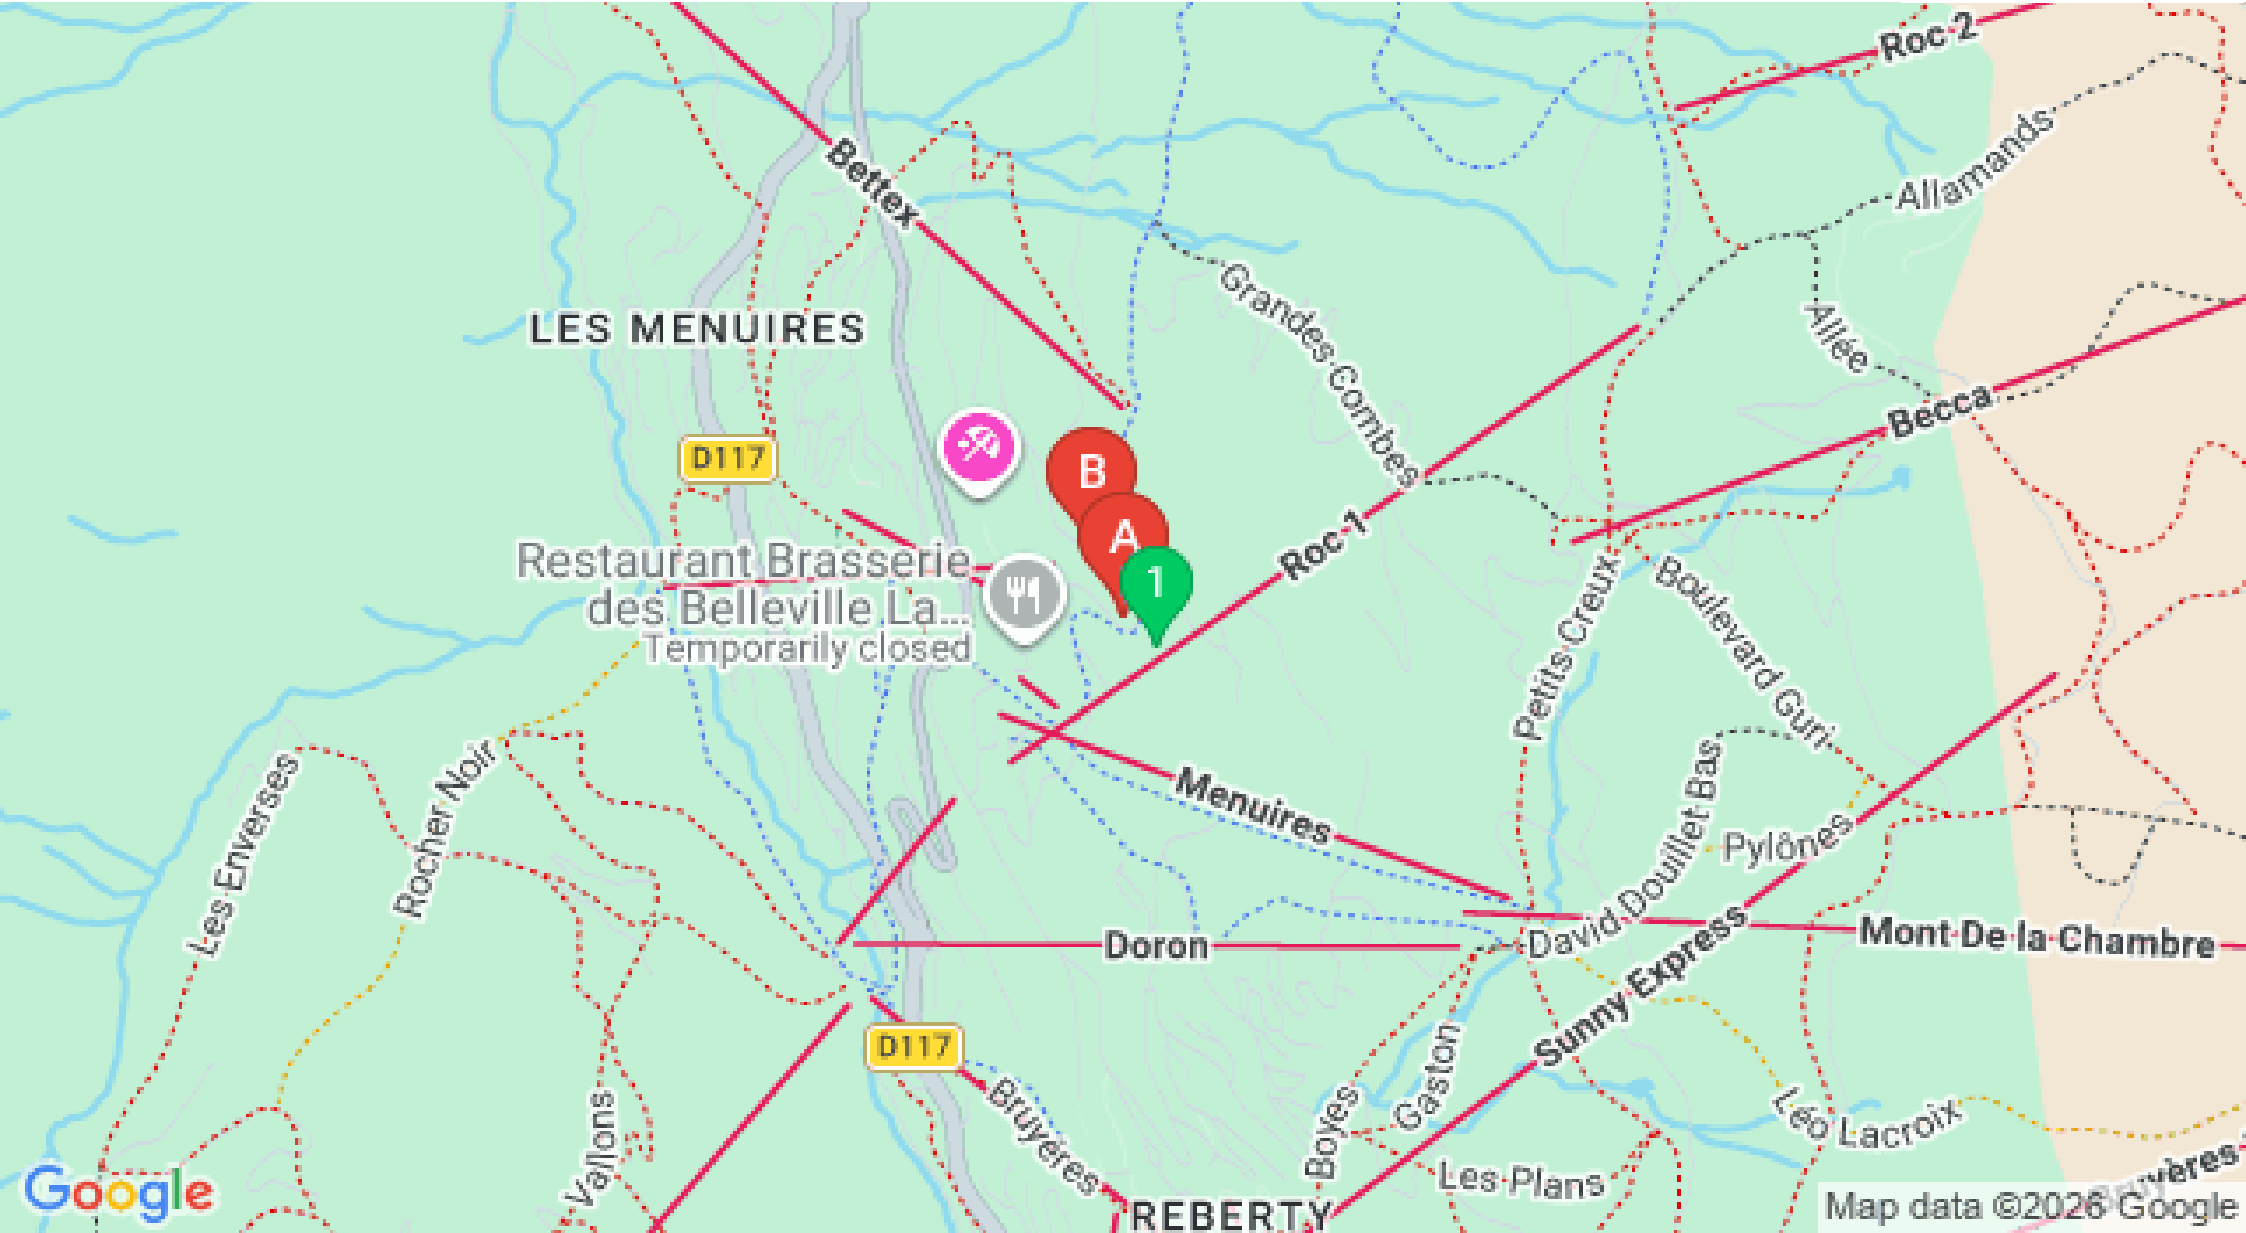 Roc 2
Allamands
Bettex
Grandes Combes
LES MENUIRES
Allée
Becca
D117
B
A
1
Roc 1
Restaurant Brasserie
des Belleville La...
Temporarily closed
Petits Creux
Boulevard Guri
Les Enverses
Rocher Noir
Menuires
David Douillet Bas
Pylônes
Doron
Mont De la Chambre
Sunny Express
D117
Bruyères
Vallons
Boyes
Gaston
Léo Lacroix
Les Plans
REBERTY
Google
Map data ©2026 Google